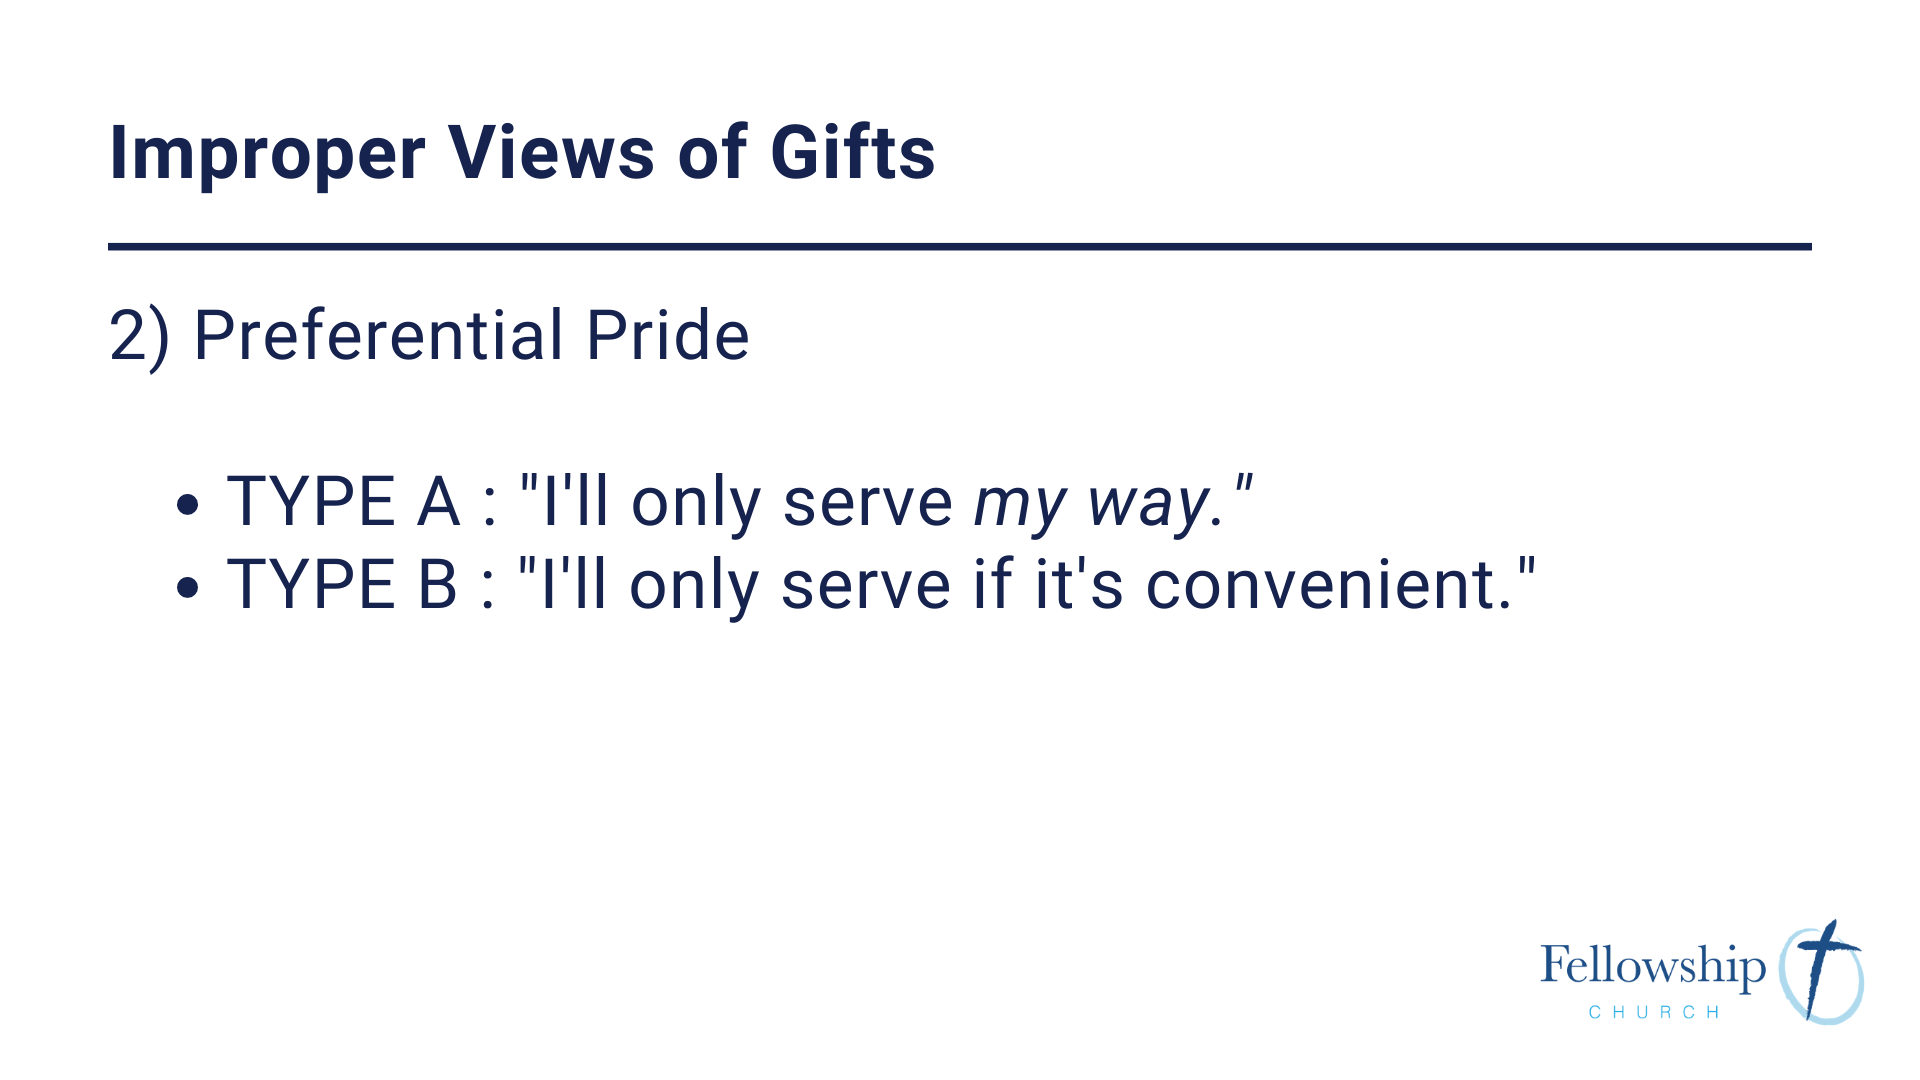 Improper Views of Gifts
2) Preferential Pride
• TYPE A : "I'll only serve my way."
• TYPE B : "I'll only serve if it's convenient."
Fellowship
CHURCH